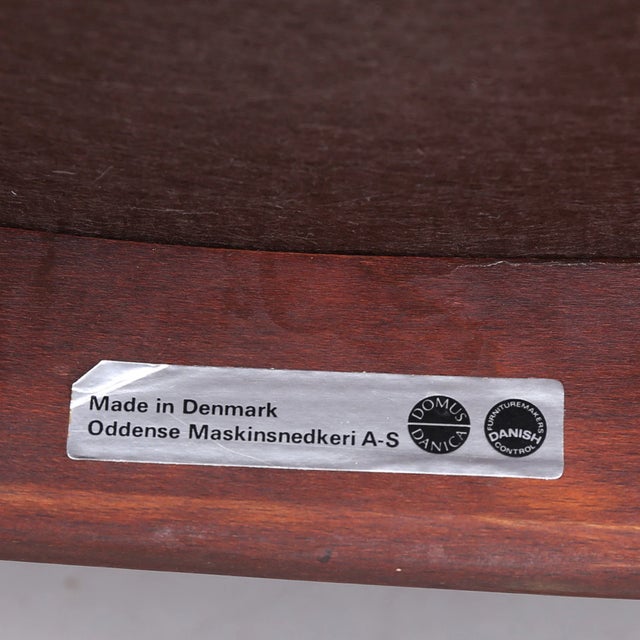 Made in Denmark
Oddense Maskinsnedkeri A-S
DOMUS
DANICA
FURNITUREMAKERS
DANISH
CONTROL